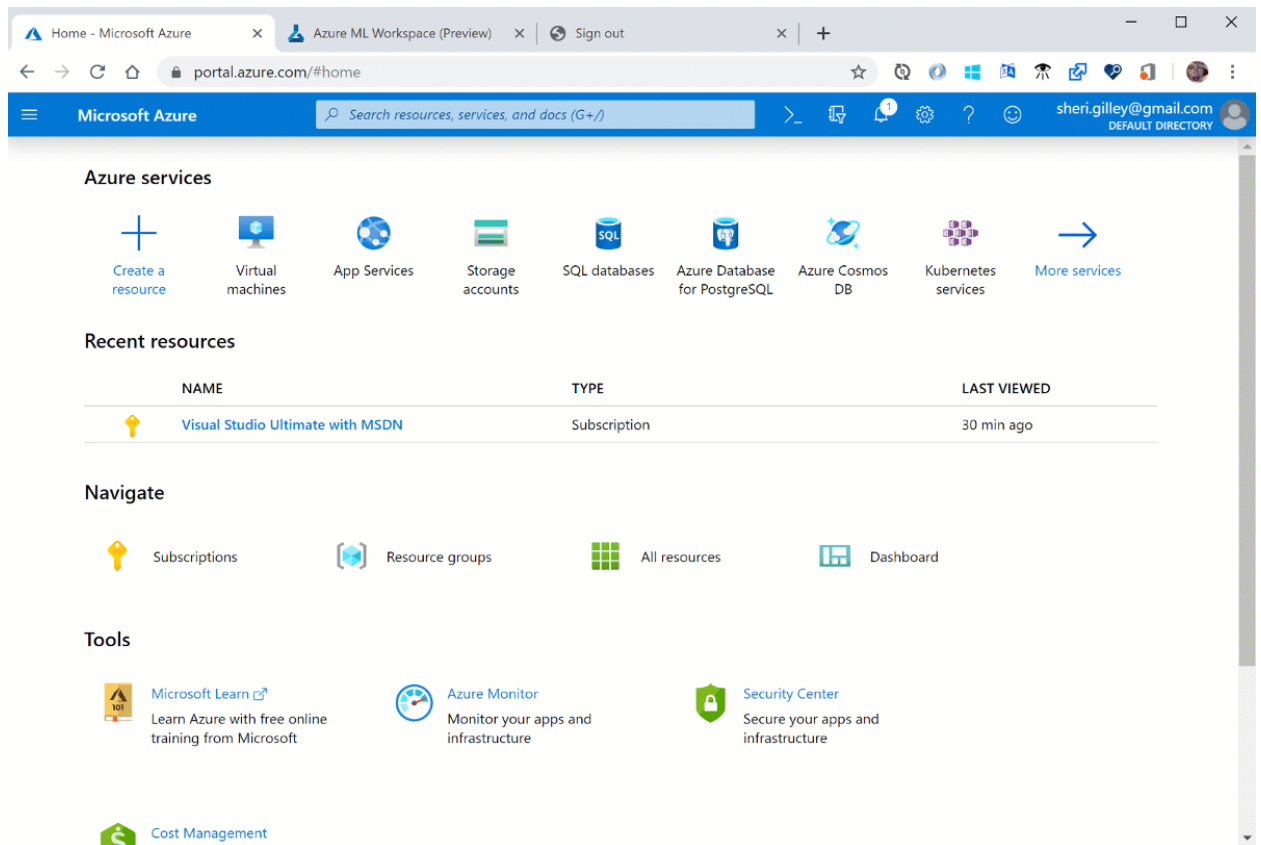 Home - Microsoft Azure
Azure ML Workspace (Preview)
Sign out
portal.azure.com/#home
Microsoft Azure
Search resources, services, and docs (G+/)
1
sheri.gilley@gmail.com
DEFAULT DIRECTORY
Azure services
SQL
Create a
resource
Virtual
machines
App Services
Storage
accounts
SQL databases
Azure Database
for PostgreSQL
Azure Cosmos
DB
Kubernetes
services
More services
Recent resources
NAME TYPE LAST VIEWED
Visual Studio Ultimate with MSDN Subscription 30 min ago
Navigate
Subscriptions Resource groups All resources Dashboard
Tools
101
Microsoft Learn
Learn Azure with free online
training from Microsoft
Azure Monitor
Monitor your apps and
infrastructure
Security Center
Secure your apps and
infrastructure
$
Cost Management